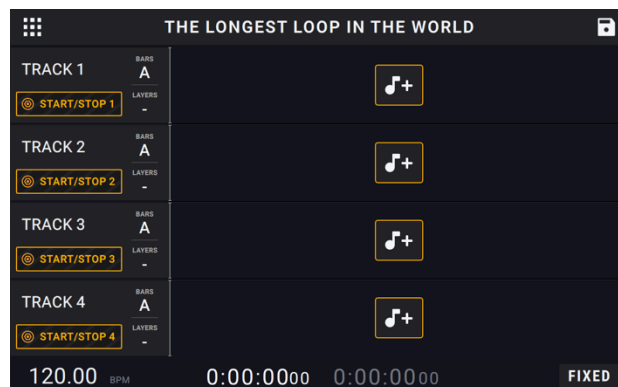 THE LONGEST LOOP IN THE WORLD
TRACK 1
BARS
A
START/STOP 1
LAYERS
-
TRACK 2
BARS
A
START/STOP 2
LAYERS
-
TRACK 3
BARS
A
START/STOP 3
LAYERS
-
TRACK 4
BARS
A
START/STOP 4
LAYERS
-
120.00 BPM 0:00:0000 0:00:0000 FIXED